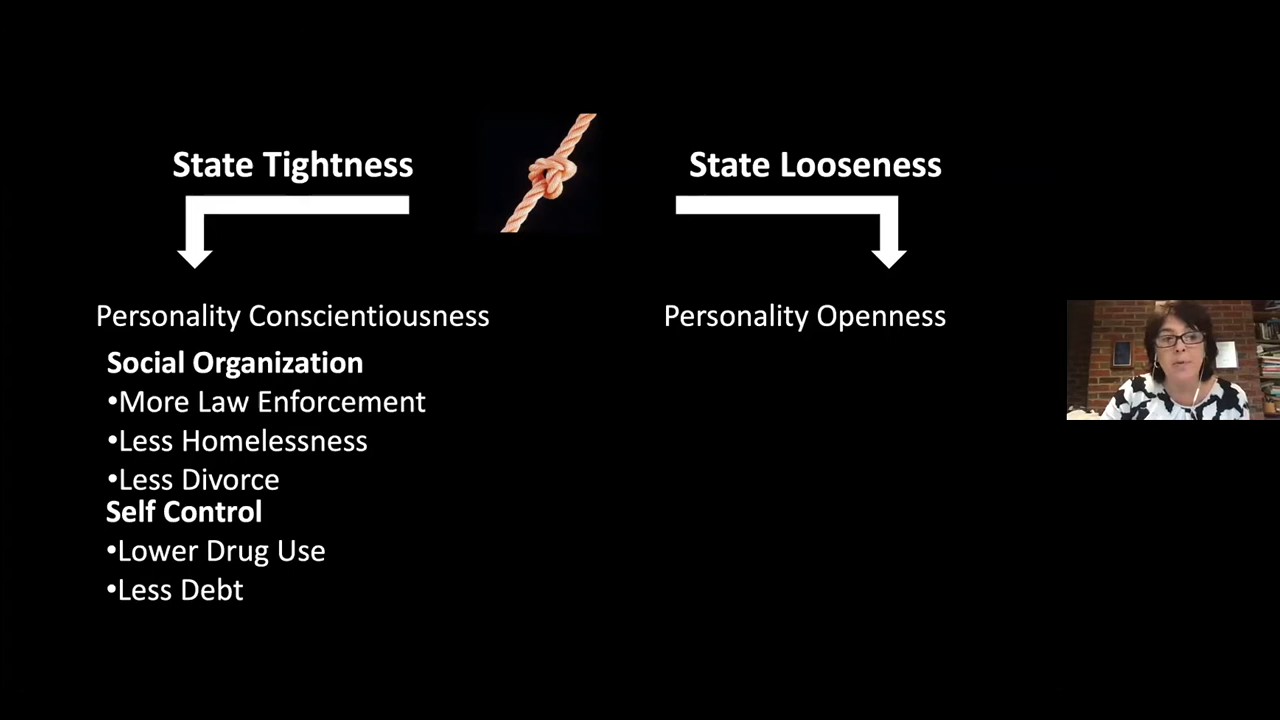 State Tightness
State Looseness
Personality Conscientiousness
Personality Openness
Social Organization
•More Law Enforcement
•Less Homelessness
•Less Divorce
Self Control
•Lower Drug Use
•Less Debt